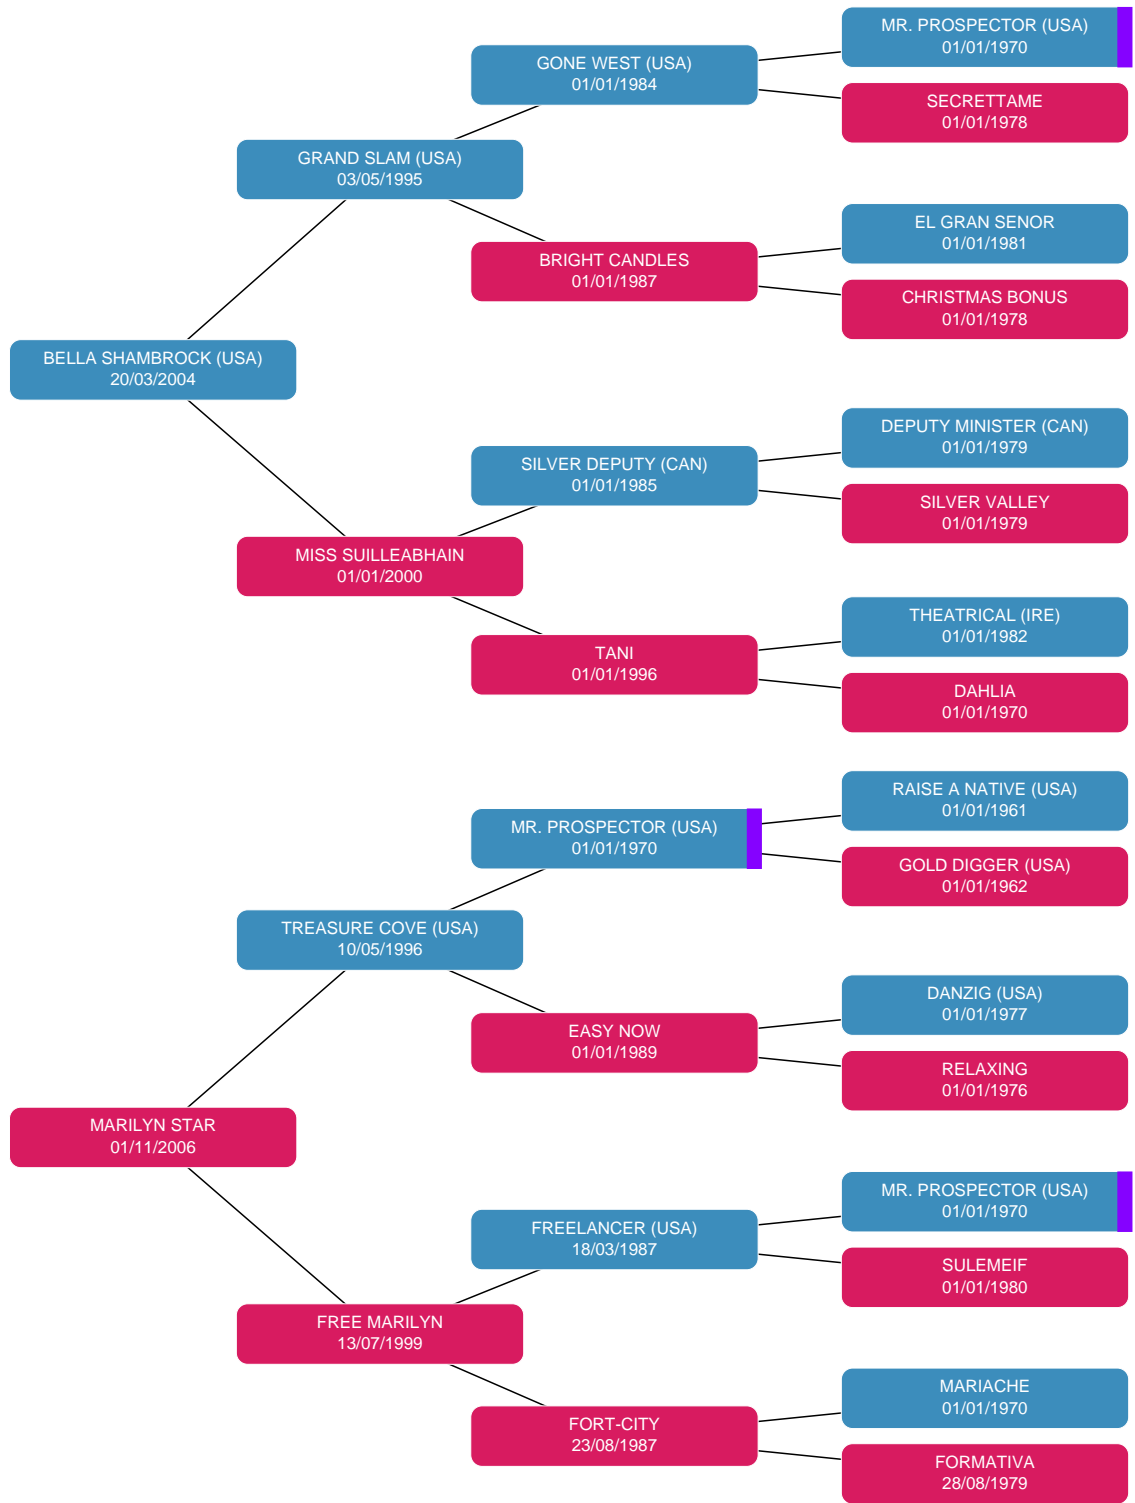 MR. PROSPECTOR (USA)
01/01/1970
GONE WEST (USA)
01/01/1984
SECRETTAME
01/01/1978
GRAND SLAM (USA)
03/05/1995
EL GRAN SENOR
01/01/1981
BRIGHT CANDLES
01/01/1987
CHRISTMAS BONUS
01/01/1978
BELLA SHAMBROCK (USA)
20/03/2004
DEPUTY MINISTER (CAN)
01/01/1979
SILVER DEPUTY (CAN)
01/01/1985
SILVER VALLEY
01/01/1979
MISS SUILLEABHAIN
01/01/2000
THEATRICAL (IRE)
01/01/1982
TANI
01/01/1996
DAHLIA
01/01/1970
RAISE A NATIVE (USA)
01/01/1961
MR. PROSPECTOR (USA)
01/01/1970
GOLD DIGGER (USA)
01/01/1962
TREASURE COVE (USA)
10/05/1996
DANZIG (USA)
01/01/1977
EASY NOW
01/01/1989
RELAXING
01/01/1976
MARILYN STAR
01/11/2006
MR. PROSPECTOR (USA)
01/01/1970
FREELANCER (USA)
18/03/1987
SULEMEIF
01/01/1980
FREE MARILYN
13/07/1999
MARIACHE
01/01/1970
FORT-CITY
23/08/1987
FORMATIVA
28/08/1979